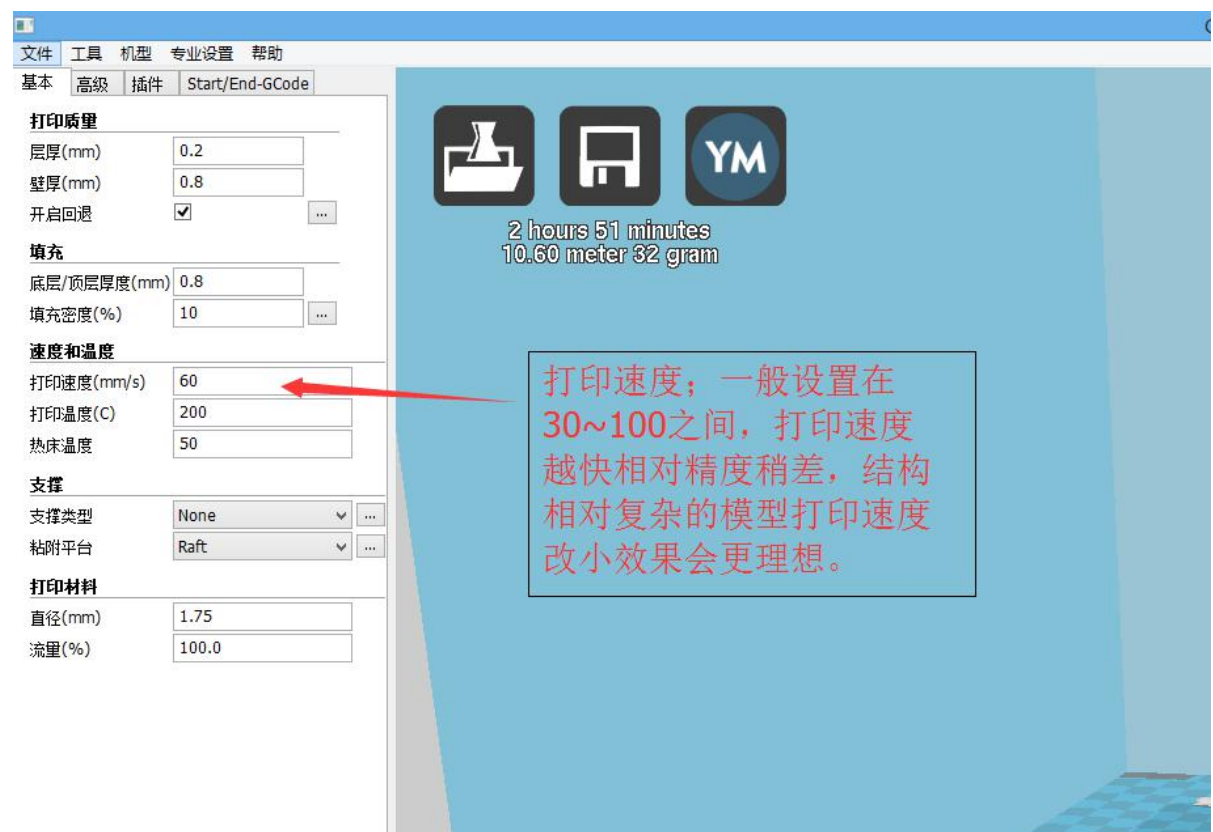 C
文件 工具 机型 专业设置 帮助
基本 高级 插件 Start/End-GCode
打印质量
层厚(mm) 0.2
壁厚(mm) 0.8
开启回退 ...
填充
底层/顶层厚度(mm) 0.8
填充密度(%) 10 ...
速度和温度
打印速度(mm/s) 60
打印温度(C) 200
热床温度 50
支撑
支撑类型 None ...
粘附平台 Raft ...
打印材料
直径(mm) 1.75
流量(%) 100.0
YM
2 hours 51 minutes
10.60 meter 32 gram
打印速度；一般设置在
30~100之间，打印速度
越快相对精度稍差，结构
相对复杂的模型打印速度
改小效果会更理想。